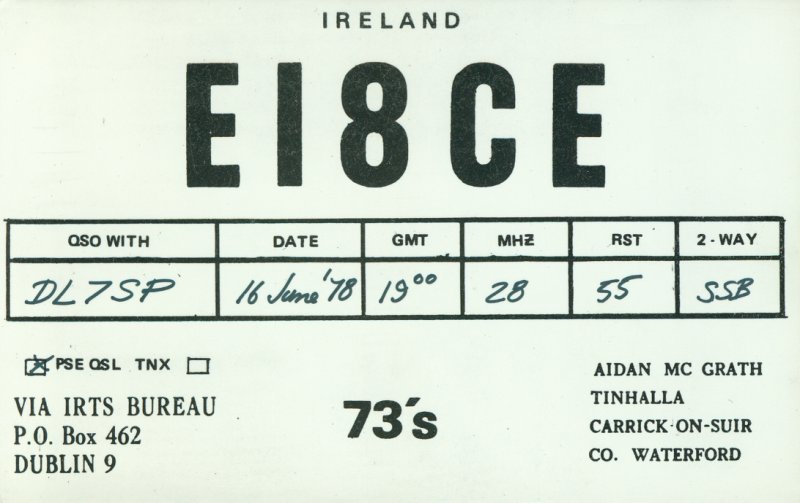 IRELAND
EI8CE
QSO WITH DATE GMT MHZ RST 2-WAY
DL7SP 16 June '78 19⁰⁰ 28 55 SSB
☒ PSE QSL TNX ☐
VIA IRTS BUREAU
P.O. Box 462
DUBLIN 9
73's
AIDAN MC GRATH
TINHALLA
CARRICK-ON-SUIR
CO. WATERFORD